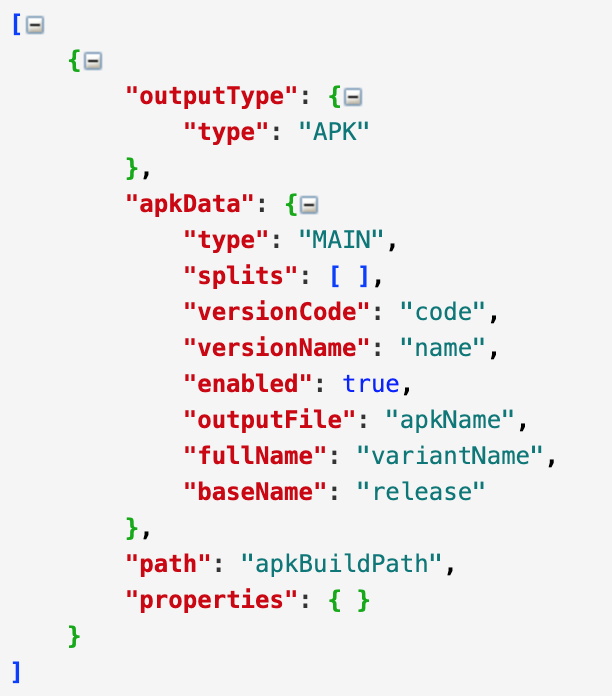 [
{
"outputType": {
"type": "APK"
},
"apkData": {
"type": "MAIN",
"splits": [ ],
"versionCode": "code",
"versionName": "name",
"enabled": true,
"outputFile": "apkName",
"fullName": "variantName",
"baseName": "release"
},
"path": "apkBuildPath",
"properties": { }
}
]